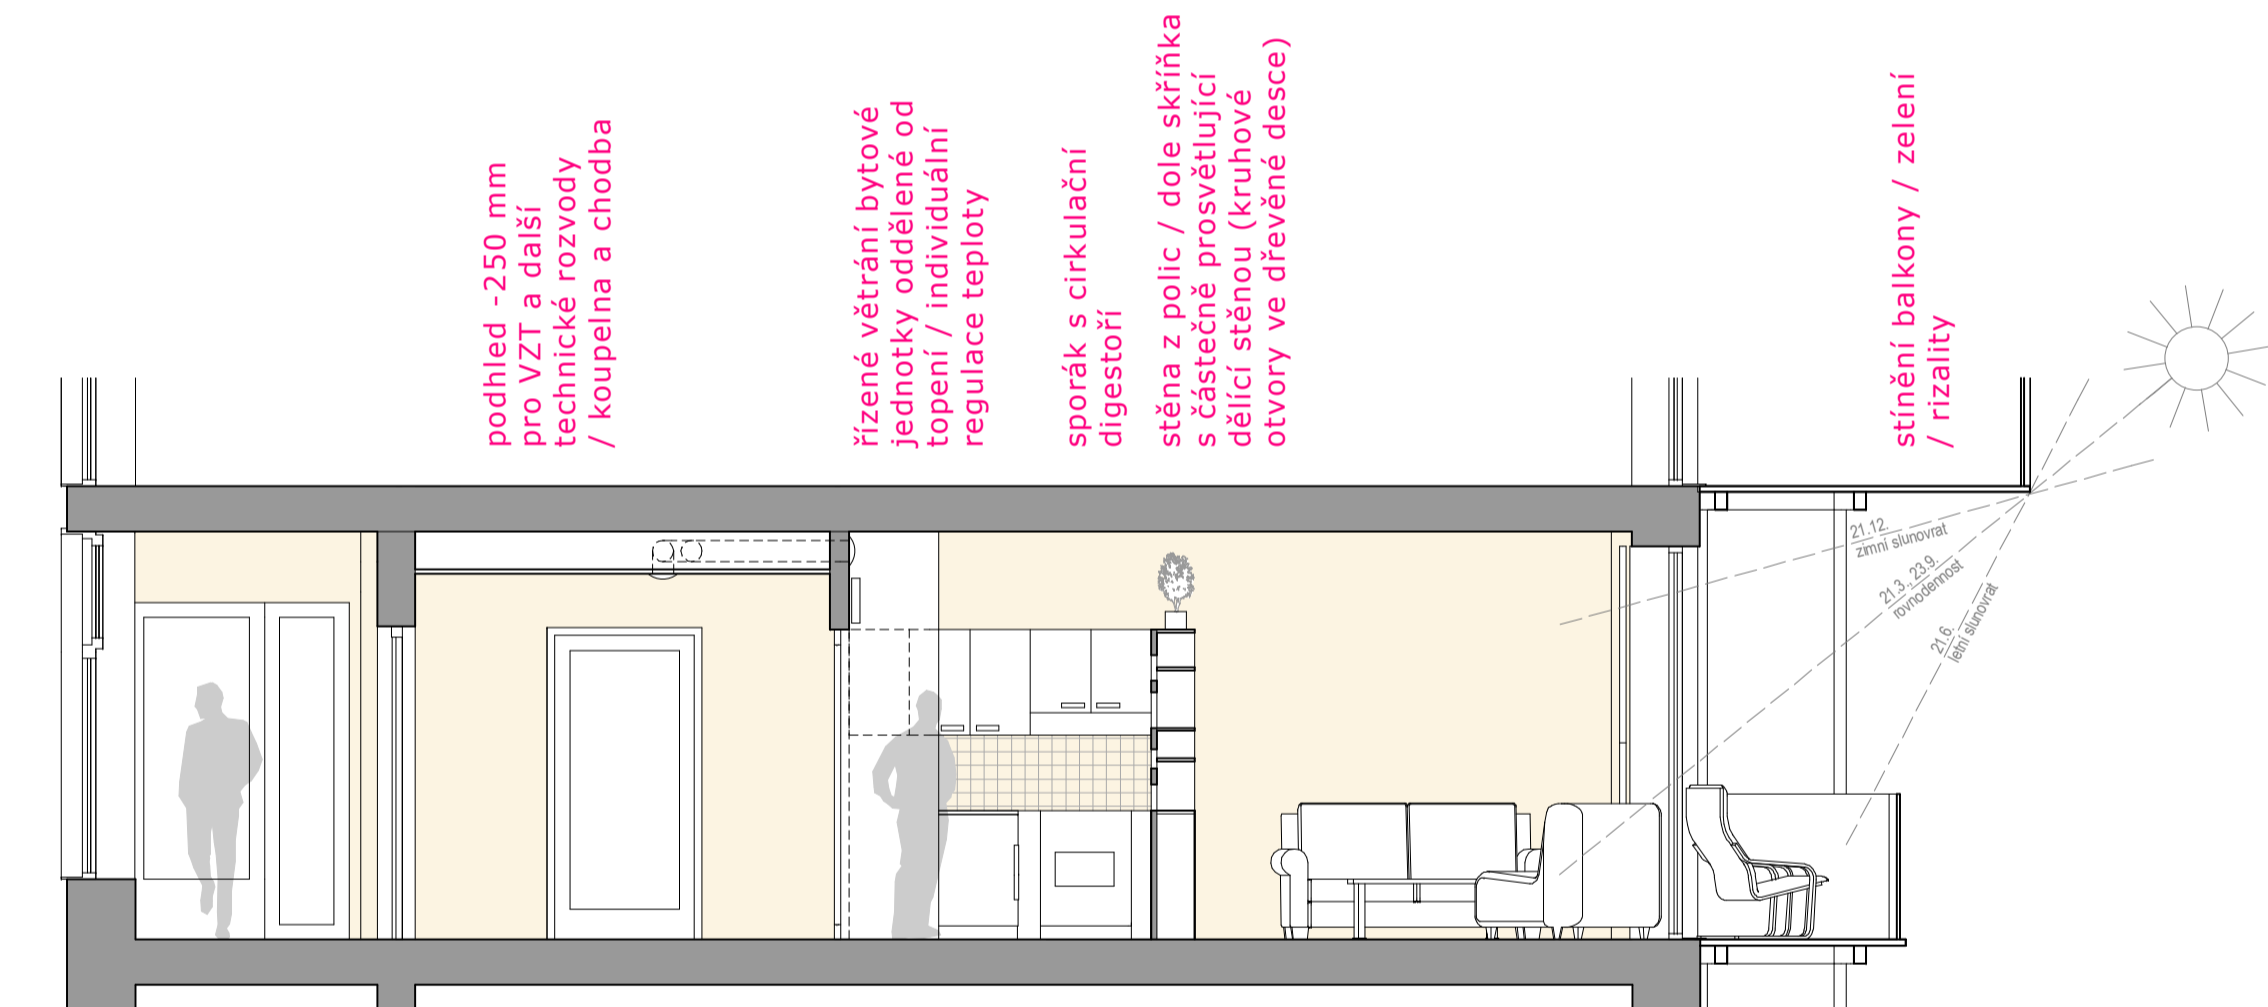 podhled -250 mm
pro VZT a další
technické rozvody
/ koupelna a chodba
řízené větrání bytové
jednotky oddělené od
topení / individuální
regulace teploty
sporák s cirkulační
digestoří
stěna z polic / dole skříňka
s částečně prosvětlující
dělící stěnou (kruhové
otvory ve dřevěné desce)
stínění balkony / zelení
/ rizality
21.12.
zimní slunovrat
21.3., 23.9.
rovnodennost
21.6.
letní slunovrat